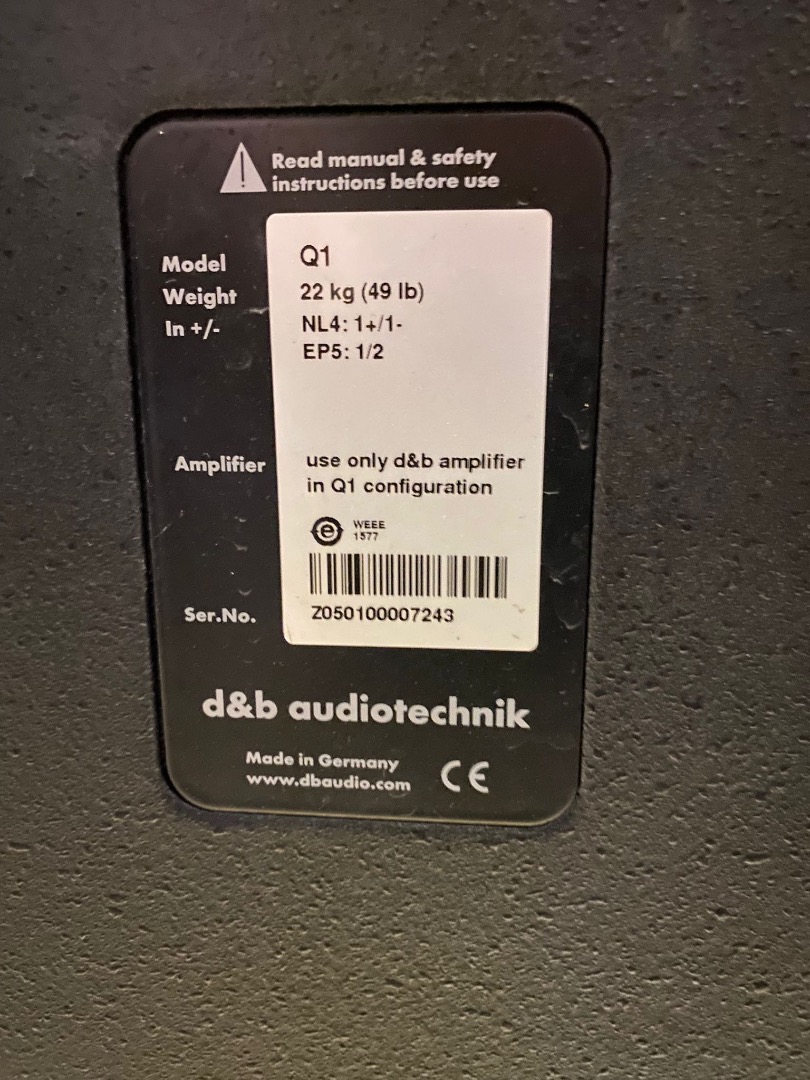 Read manual & safety
instructions before use
Model Q1
Weight 22 kg (49 lb)
In +/- NL4: 1+/1-
EP5: 1/2
Amplifier use only d&b amplifier
in Q1 configuration
e WEEE
1577
Ser.No. Z050100007243
d&b audiotechnik
Made in Germany
www.dbaudio.com CE